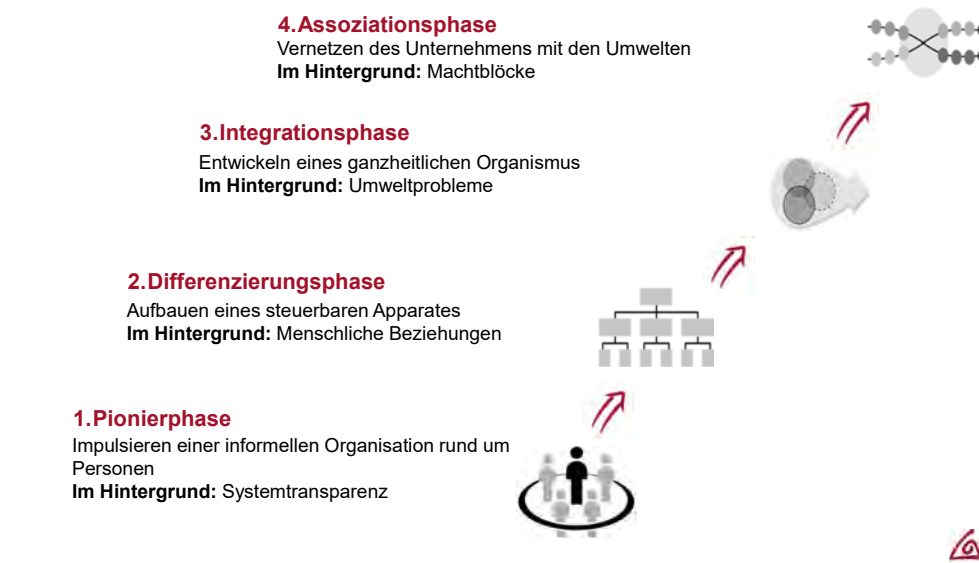 4.Assoziationsphase
Vernetzen des Unternehmens mit den Umwelten
Im Hintergrund: Machtblöcke
3.Integrationsphase
Entwickeln eines ganzheitlichen Organismus
Im Hintergrund: Umweltprobleme
2.Differenzierungsphase
Aufbauen eines steuerbaren Apparates
Im Hintergrund: Menschliche Beziehungen
1.Pionierphase
Impulsieren einer informellen Organisation rund um
Personen
Im Hintergrund: Systemtransparenz